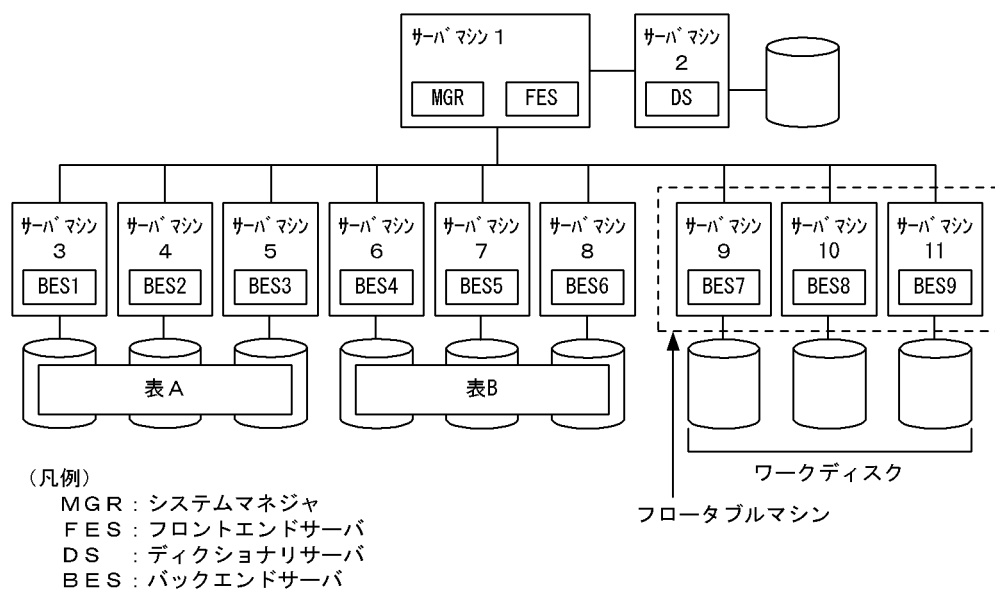 サーバマシン1
MGR
FES
サーバマシン
2
DS
サーバマシン
3
BES1
サーバマシン
4
BES2
サーバマシン
5
BES3
サーバマシン
6
BES4
サーバマシン
7
BES5
サーバマシン
8
BES6
サーバマシン
9
BES7
サーバマシン
10
BES8
サーバマシン
11
BES9
表A
表B
ワークディスク
フロータブルマシン
(凡例)
MGR:システムマネジャ
FES:フロントエンドサーバ
DS :ディクショナリサーバ
BES:バックエンドサーバ